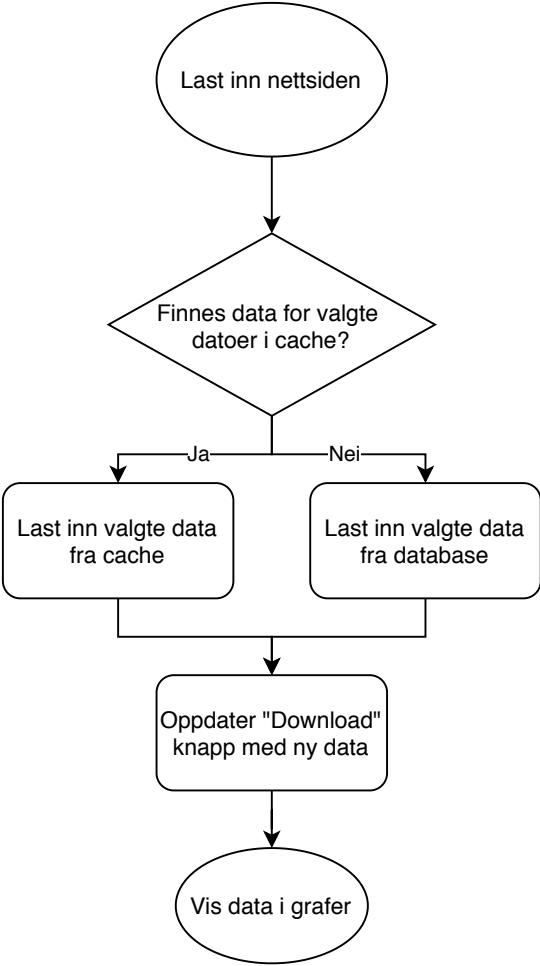 Last inn nettsiden
Finnes data for valgte
datoer i cache?
Ja
Nei
Last inn valgte data
fra cache
Last inn valgte data
fra database
Oppdater "Download"
knapp med ny data
Vis data i grafer